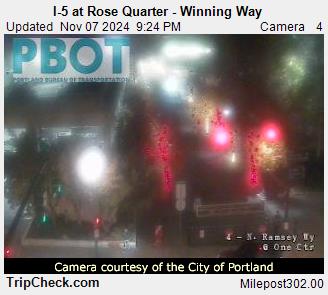 I-5 at Rose Quarter - Winning Way
Updated Nov 07 2024 9:24 PM Camera 4
PBOT
PORTLAND BUREAU OF TRANSPORTATION
4 - N. Ramsey Wy
@ One Ctr
Camera courtesy of the City of Portland
TripCheck.com Milepost302.00